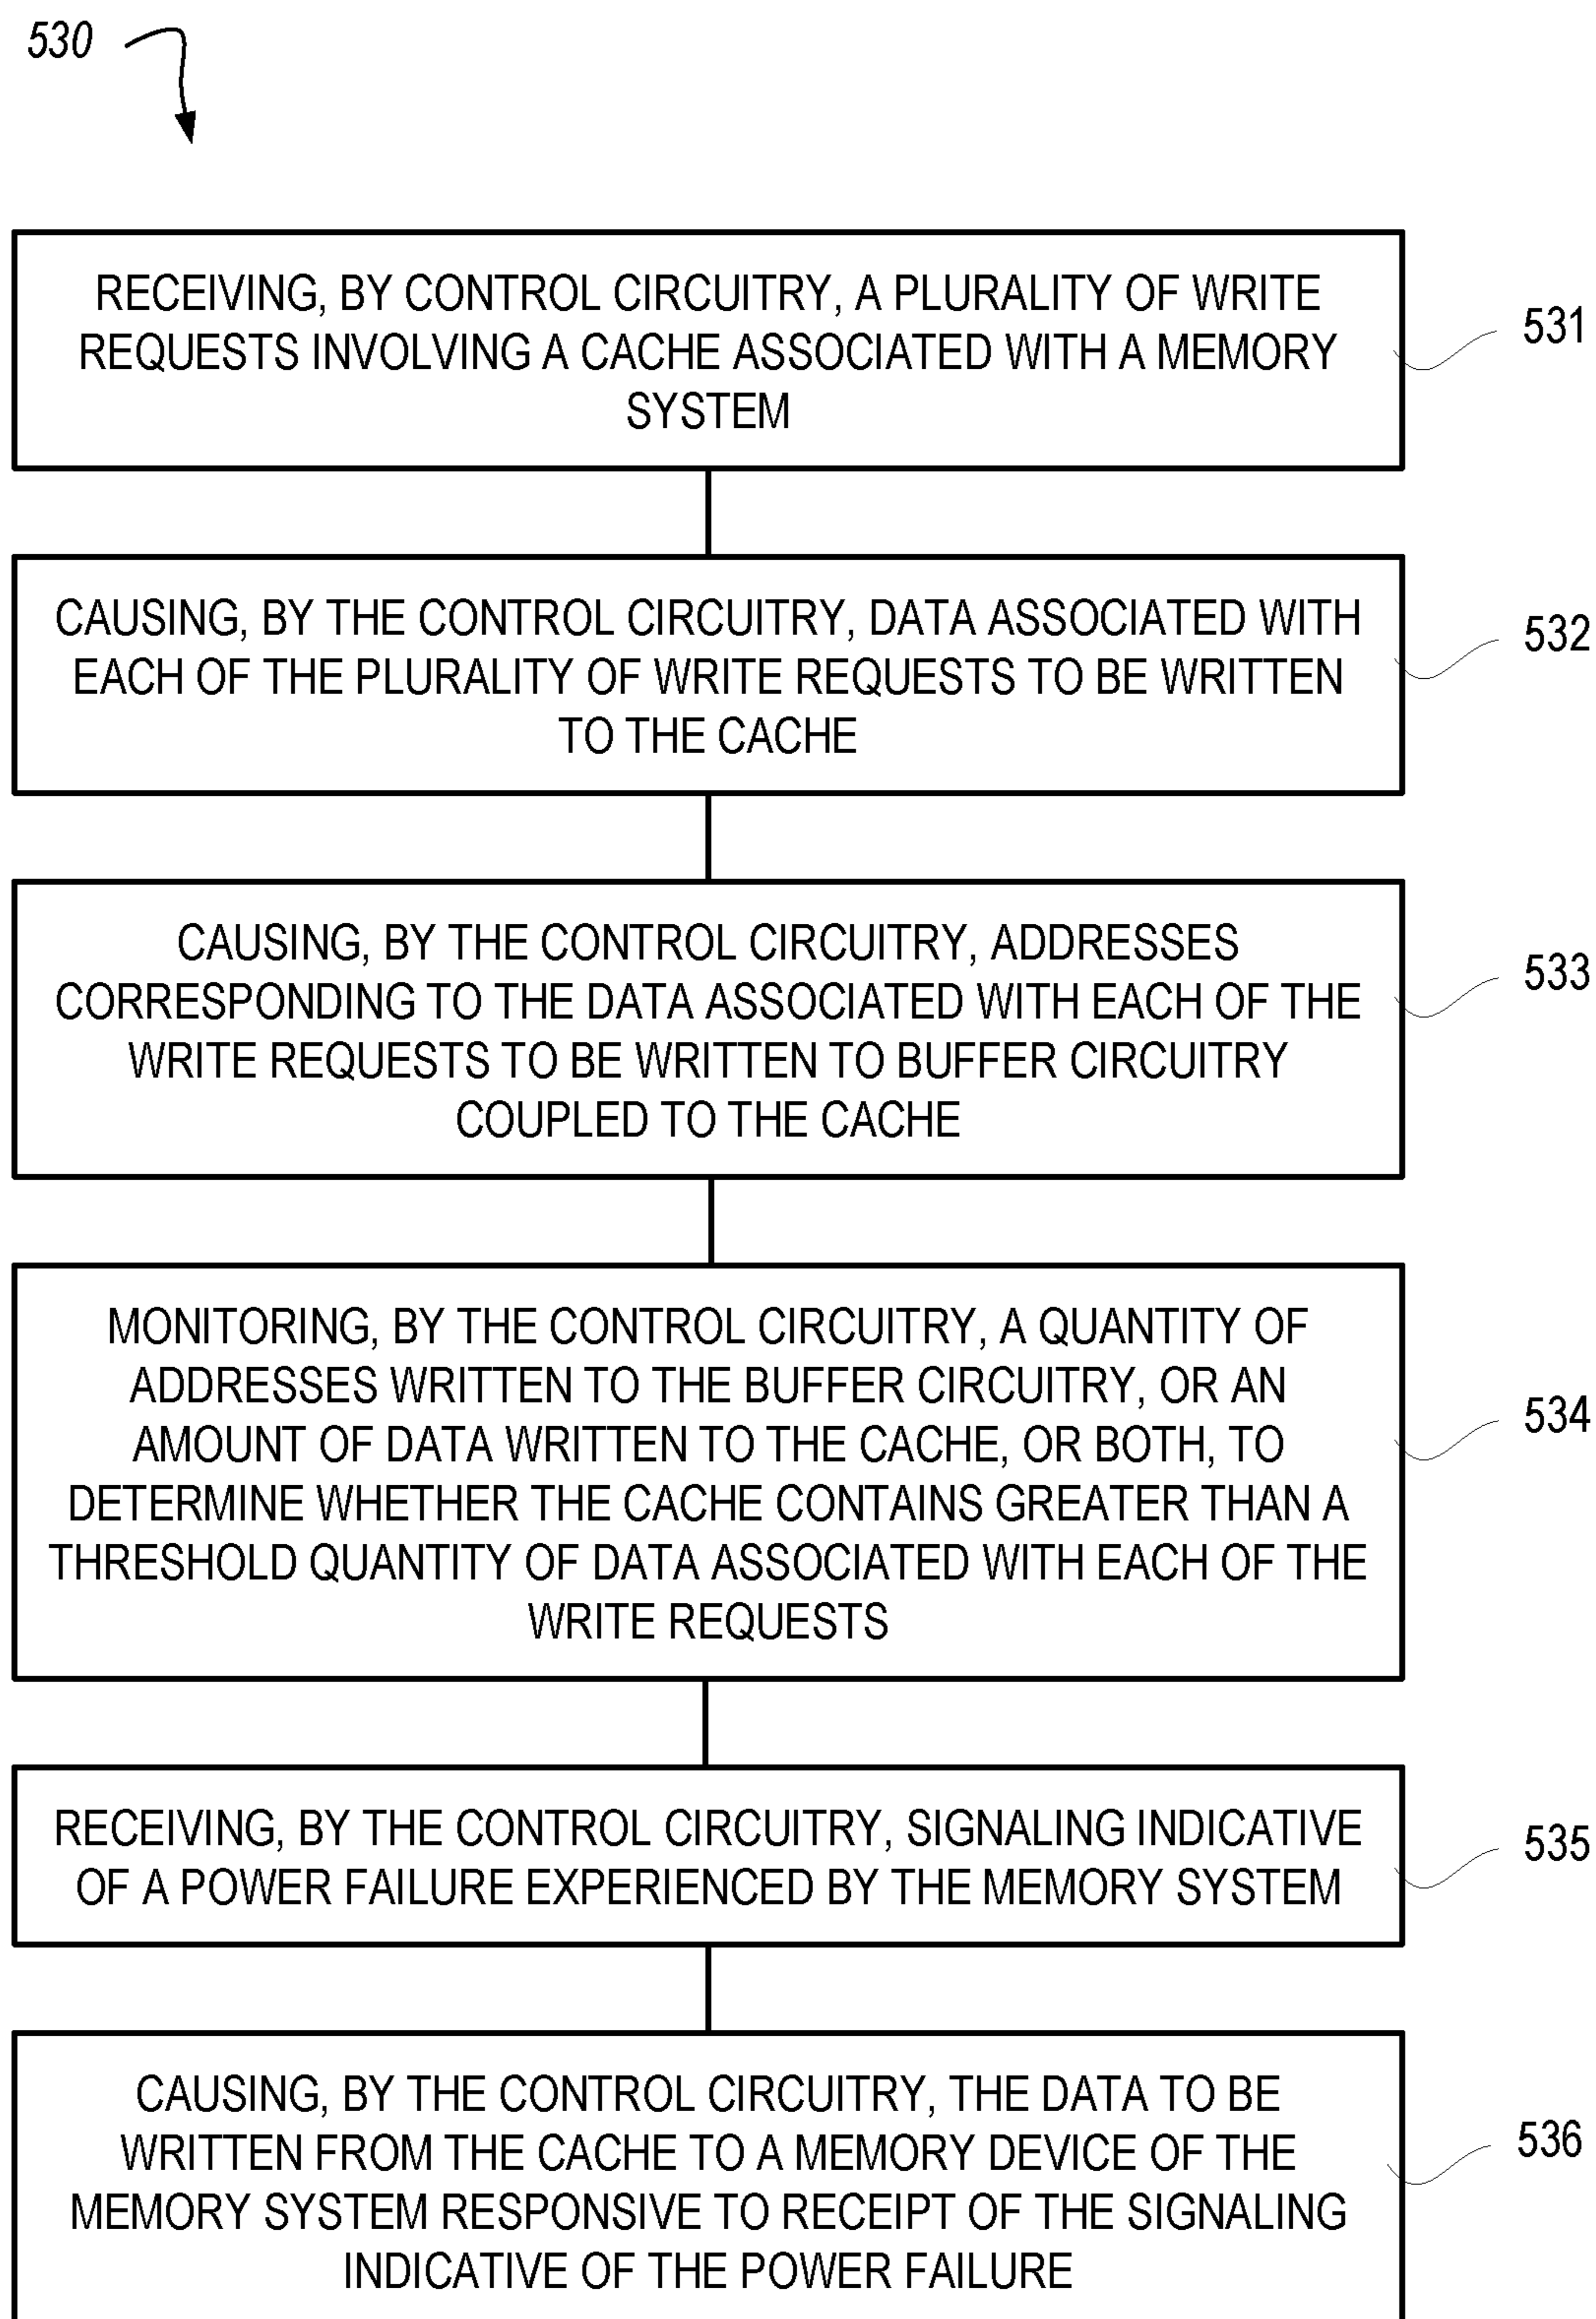 530
RECEIVING, BY CONTROL CIRCUITRY, A PLURALITY OF WRITE
REQUESTS INVOLVING A CACHE ASSOCIATED WITH A MEMORY
SYSTEM
531
CAUSING, BY THE CONTROL CIRCUITRY, DATA ASSOCIATED WITH
EACH OF THE PLURALITY OF WRITE REQUESTS TO BE WRITTEN
TO THE CACHE
532
CAUSING, BY THE CONTROL CIRCUITRY, ADDRESSES
CORRESPONDING TO THE DATA ASSOCIATED WITH EACH OF THE
WRITE REQUESTS TO BE WRITTEN TO BUFFER CIRCUITRY
COUPLED TO THE CACHE
533
MONITORING, BY THE CONTROL CIRCUITRY, A QUANTITY OF
ADDRESSES WRITTEN TO THE BUFFER CIRCUITRY, OR AN
AMOUNT OF DATA WRITTEN TO THE CACHE, OR BOTH, TO
DETERMINE WHETHER THE CACHE CONTAINS GREATER THAN A
THRESHOLD QUANTITY OF DATA ASSOCIATED WITH EACH OF THE
WRITE REQUESTS
534
RECEIVING, BY THE CONTROL CIRCUITRY, SIGNALING INDICATIVE
OF A POWER FAILURE EXPERIENCED BY THE MEMORY SYSTEM
535
CAUSING, BY THE CONTROL CIRCUITRY, THE DATA TO BE
WRITTEN FROM THE CACHE TO A MEMORY DEVICE OF THE
MEMORY SYSTEM RESPONSIVE TO RECEIPT OF THE SIGNALING
INDICATIVE OF THE POWER FAILURE
536